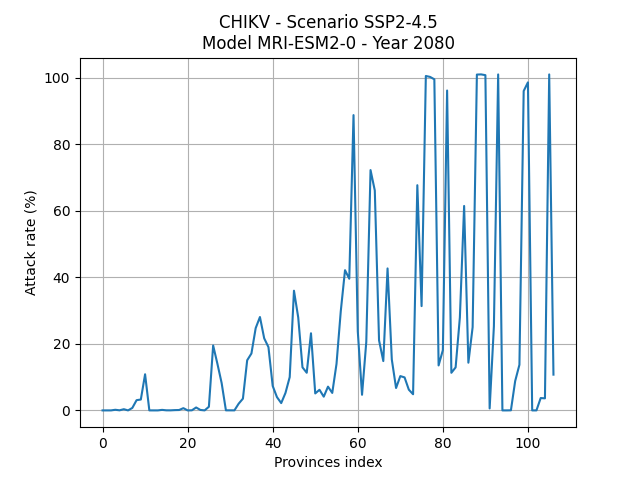 CHIKV - Scenario SSP2-4.5
Model MRI-ESM2-0 - Year 2080
100
80
60
40
20
0
Attack rate (%)
0 20 40 60 80 100
Provinces index